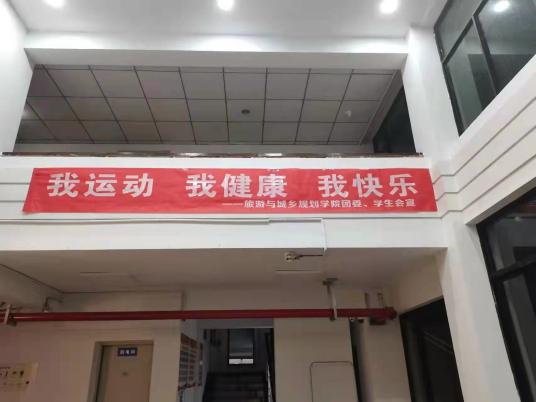 我运动 我健康 我快乐
——旅游与城乡规划学院团委、学生会宣